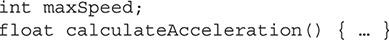 int maxSpeed;
float calculateAcceleration() { … }